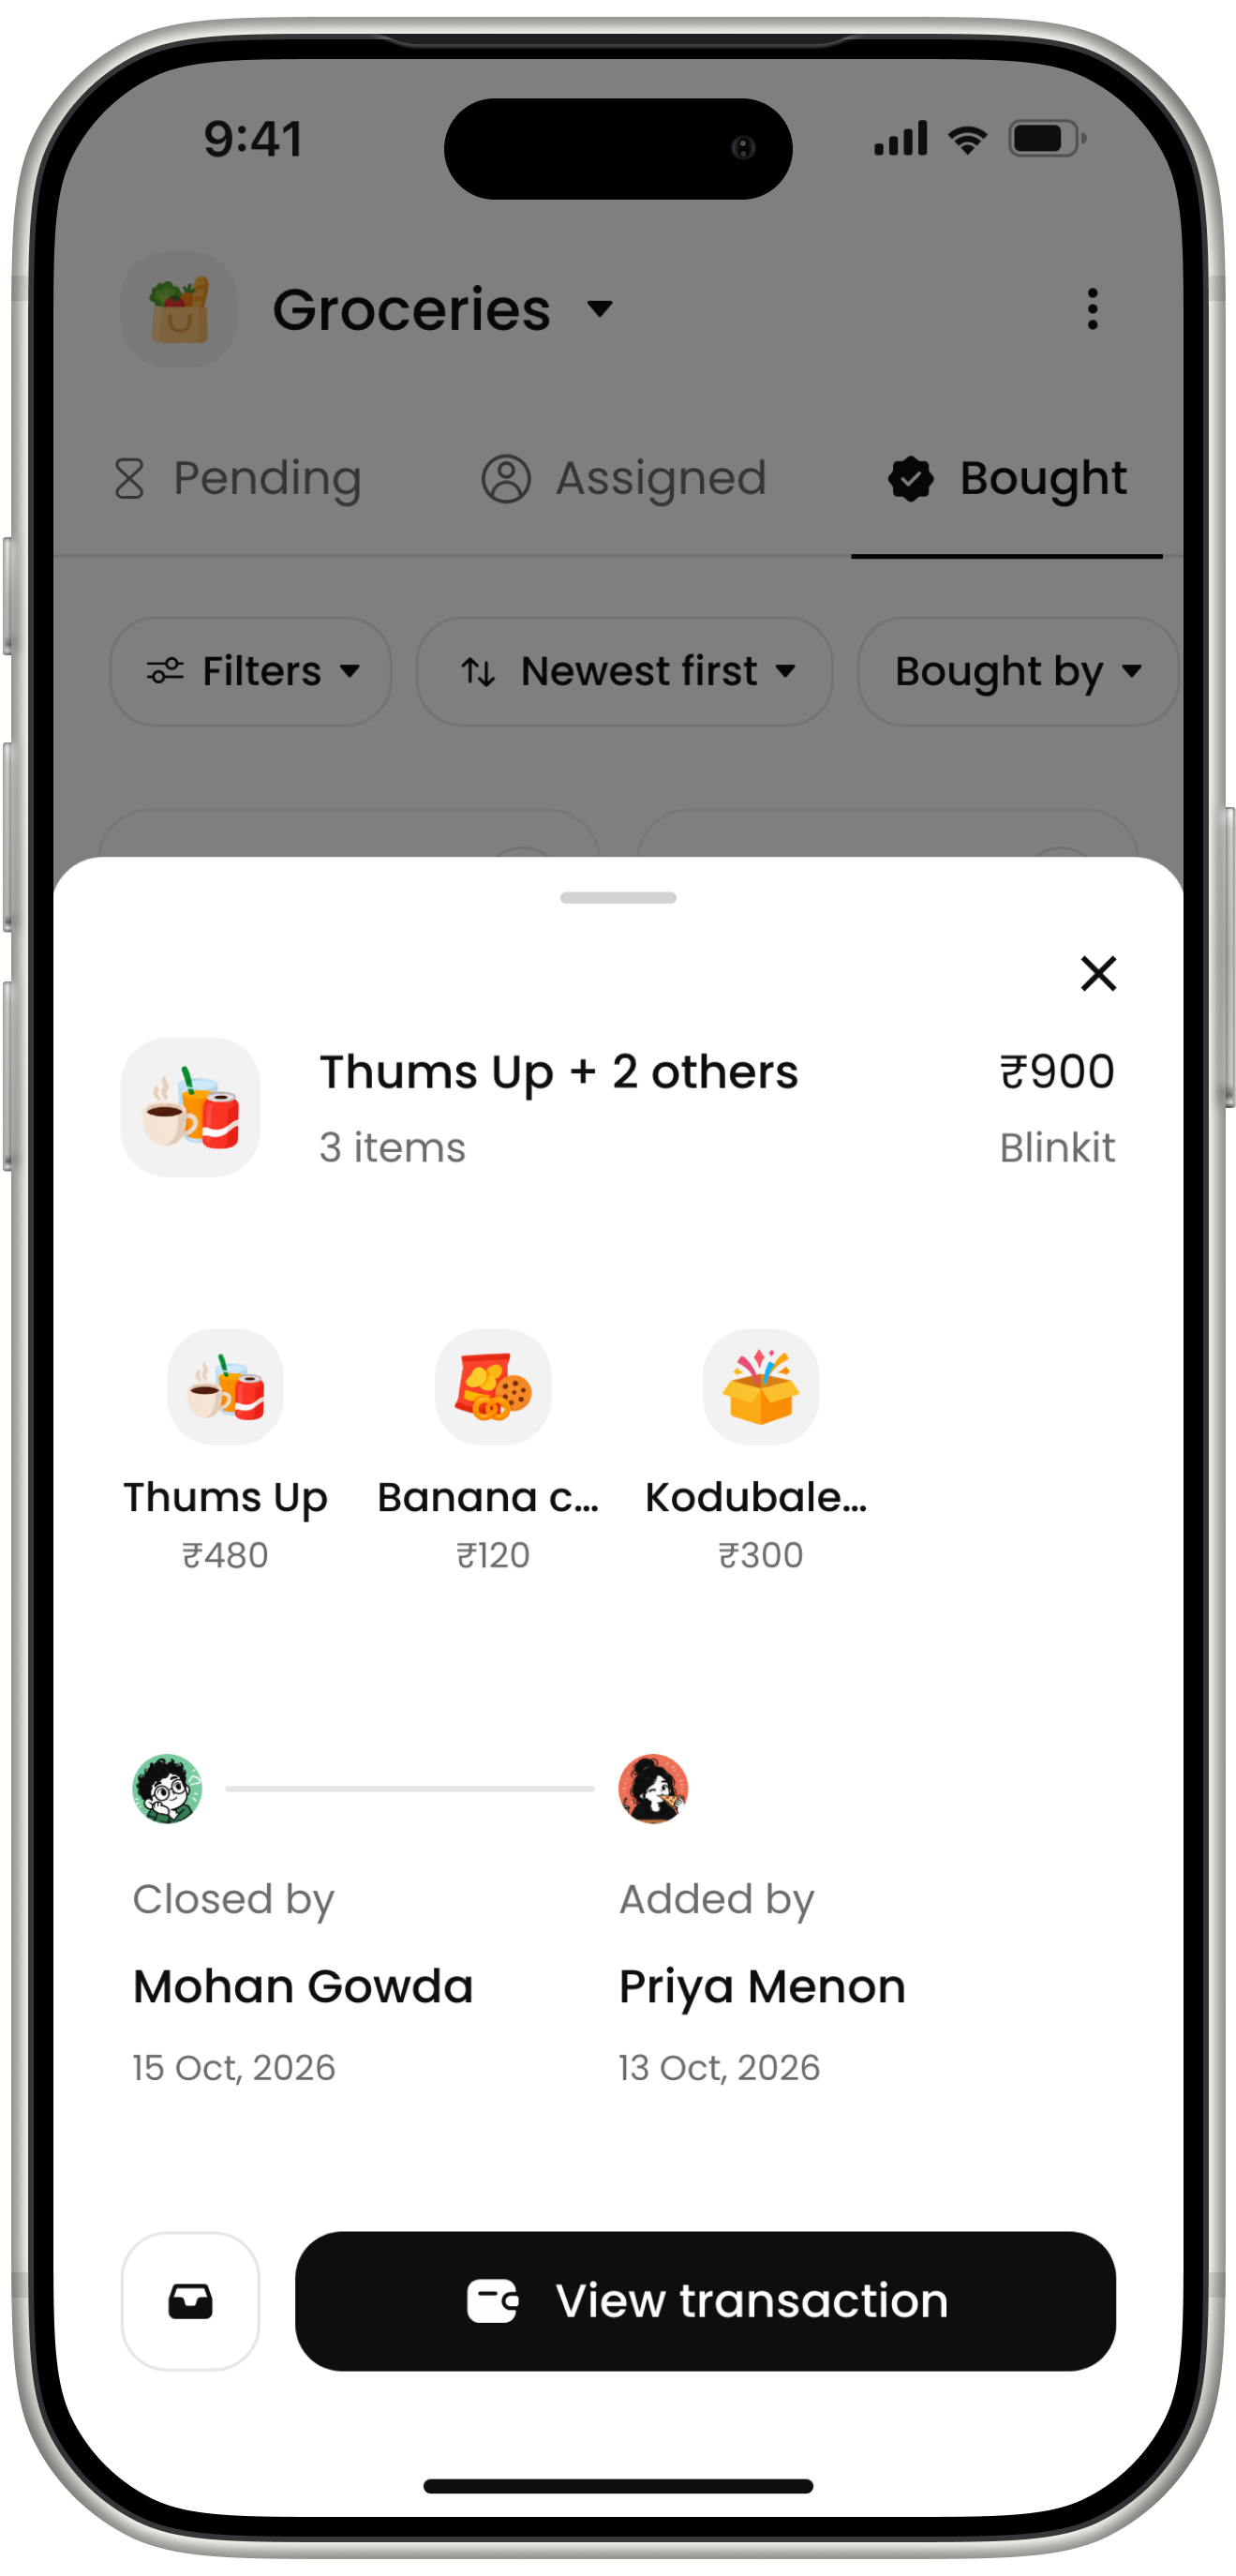 9:41
Groceries
Pending Assigned Bought
Filters Newest first Bought by
Thums Up + 2 others ₹900
3 items Blinkit
Thums Up Banana c... Kodubale...
₹480 ₹120 ₹300
Closed by Added by
Mohan Gowda Priya Menon
15 Oct, 2026 13 Oct, 2026
View transaction